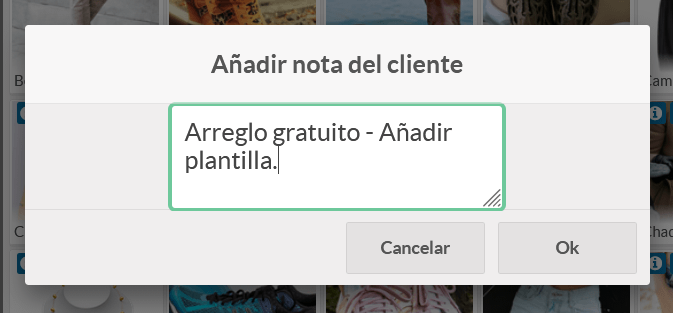 Añadir nota del cliente
Arreglo gratuito - Añadir
plantilla.
Cancelar
Ok